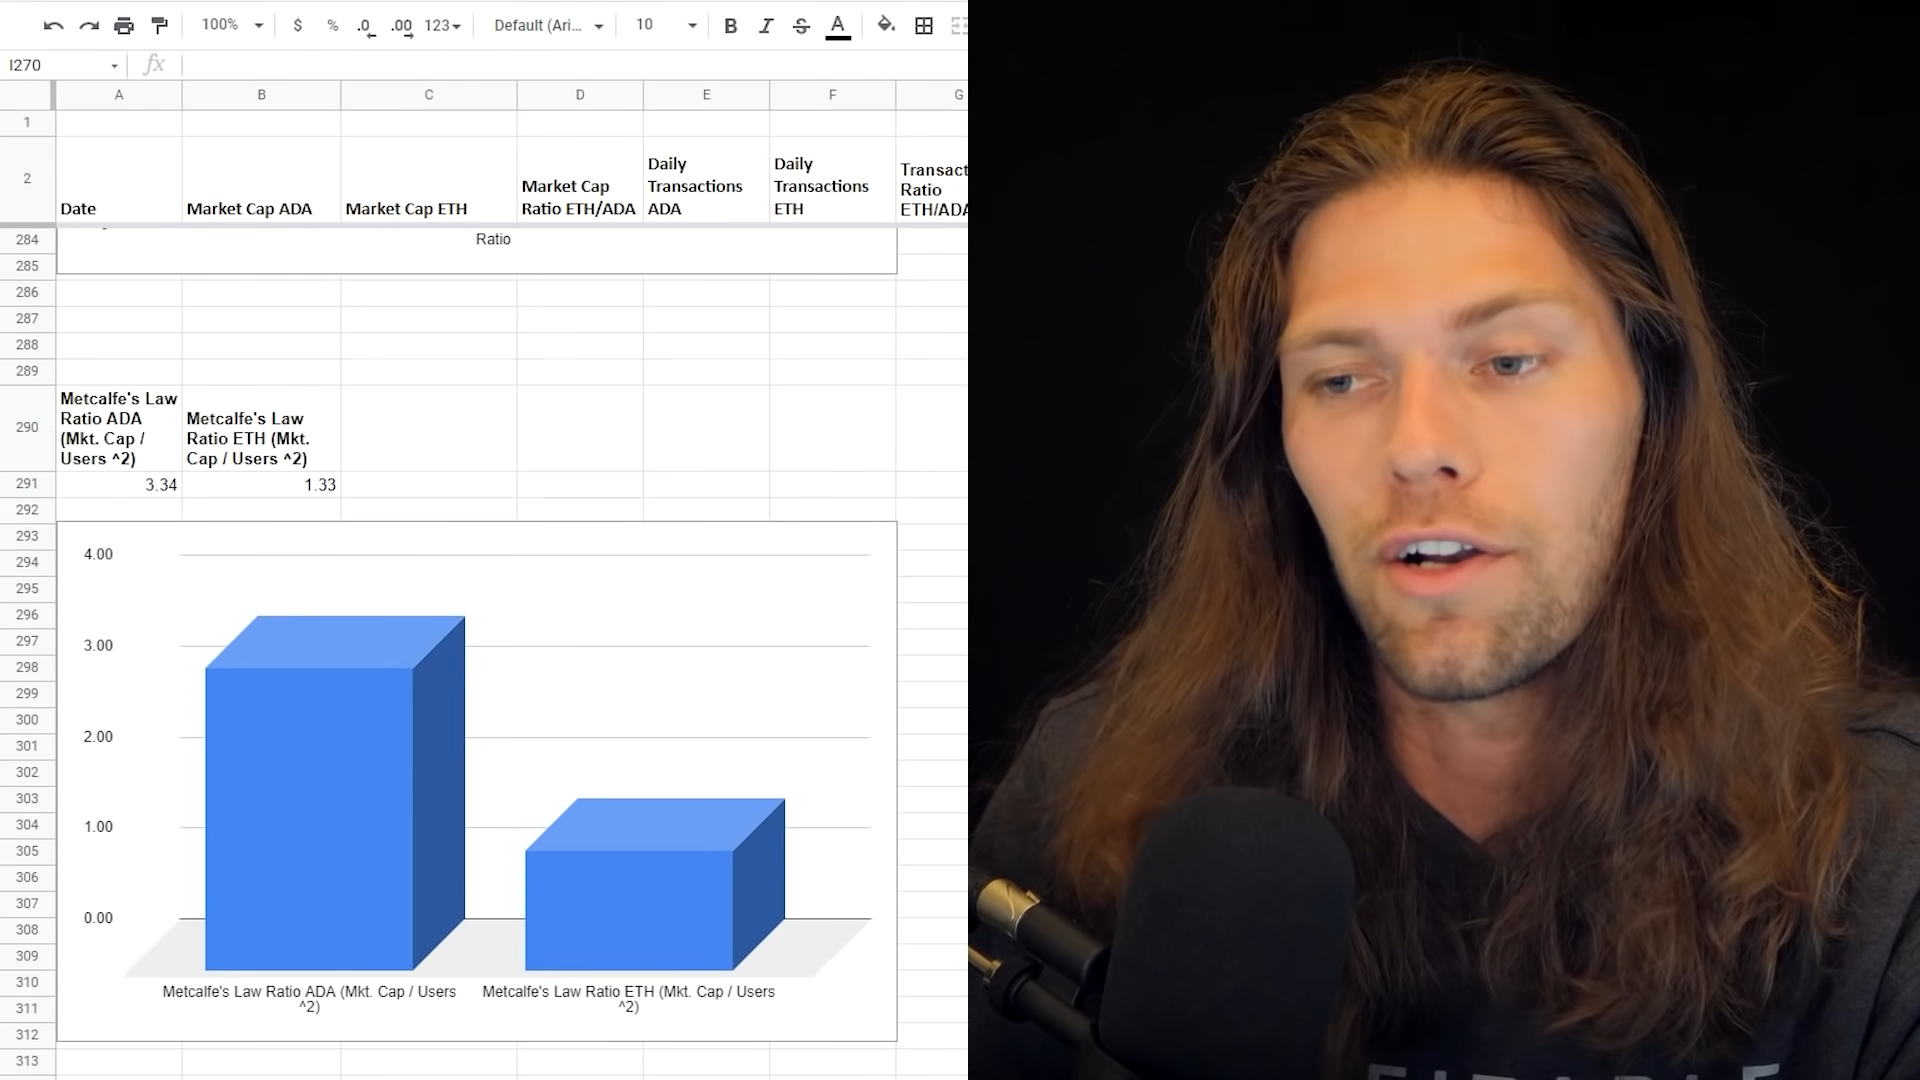 100%
$
%
.0
.00
123
Default (Ari...
10
B
I
S
A
I270
fx
A
B
C
D
E
F
G
1
2
Date
Market Cap ADA
Market Cap ETH
Market Cap
Ratio ETH/ADA
Daily
Transactions
ADA
Daily
Transactions
ETH
Transact
Ratio
ETH/ADA
284
Ratio
285
286
287
288
289
290
Metcalfe's Law
Ratio ADA
(Mkt. Cap /
Users ^2)
Metcalfe's Law
Ratio ETH (Mkt.
Cap / Users ^2)
291
3.34
1.33
292
293
294
295
296
297
298
299
300
301
302
303
304
305
306
307
308
309
310
311
312
313
4.00
3.00
2.00
1.00
0.00
Metcalfe's Law Ratio ADA (Mkt. Cap / Users
^2)
Metcalfe's Law Ratio ETH (Mkt. Cap / Users
^2)